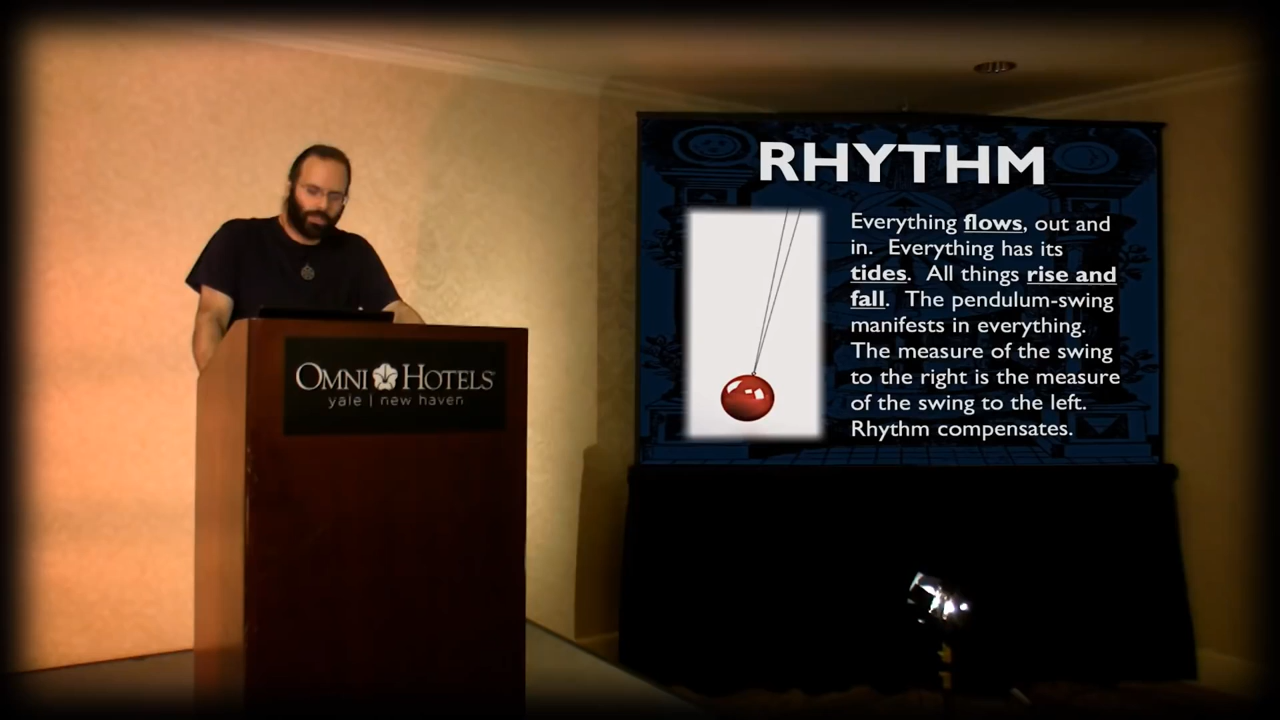 RHYTHM
Everything flows, out and
in. Everything has its
tides. All things rise and
fall. The pendulum-swing
manifests in everything.
The measure of the swing
to the right is the measure
of the swing to the left.
Rhythm compensates.
OMNI HOTELS
yale | new haven